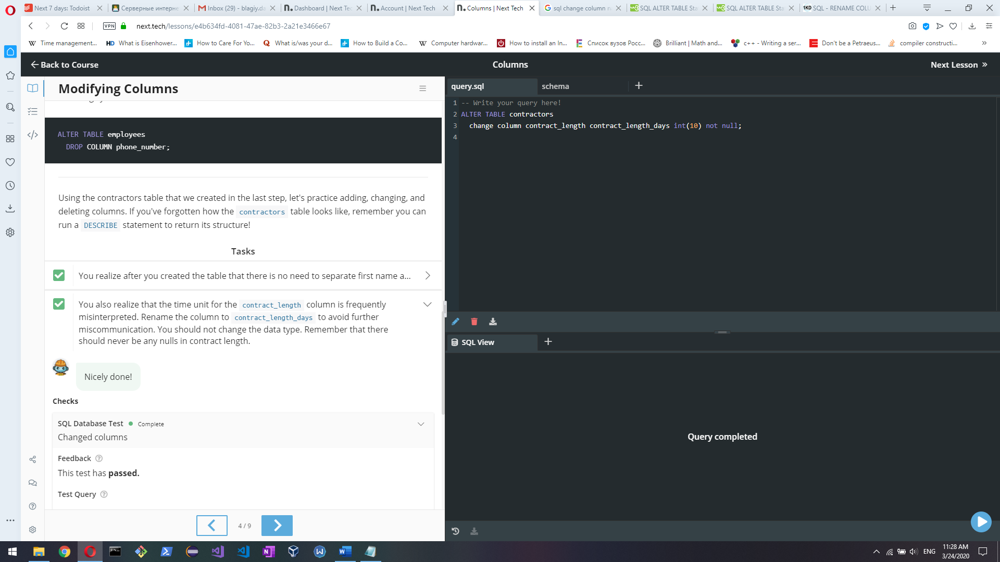 Next 7 days: Todoist
Серверные интерне
Inbox (29) - blagiy.da
Dashboard | Next Tec
Account | Next Tech
Columns | Next Tech
sql change column n
SQL ALTER TABLE Sta
SQL ALTER TABLE Sta
1KD SQL - RENAME COLU
VPN
next.tech/lessons/e4b634fd-4081-47ae-82b3-2a21e3466e67
Time management...
What is Eisenhower...
How to Care For Yo...
What is/was your d...
How to Build a Co...
Computer hardwar...
How to install an In...
Список вузов Росс...
Brilliant | Math and...
c++ - Writing a ser...
Don't be a Petraeus...
compiler constructi...
Back to Course
Columns
Next Lesson
Modifying Columns
ALTER TABLE employees
DROP COLUMN phone_number;
Using the contractors table that we created in the last step, let's practice adding, changing, and
deleting columns. If you've forgotten how the contractors table looks like, remember you can
run a DESCRIBE statement to return its structure!
Tasks
You realize after you created the table that there is no need to separate first name a...
You also realize that the time unit for the contract_length column is frequently
misinterpreted. Rename the column to contract_length_days to avoid further
miscommunication. You should not change the data type. Remember that there
should never be any nulls in contract length.
Nicely done!
Checks
SQL Database Test Complete
Changed columns
Feedback
This test has passed.
Test Query
4 / 9
query.sql
schema
1 -- Write your query here!
2 ALTER TABLE contractors
3 change column contract_length contract_length_days int(10) not null;
4
SQL View
Query completed
ENG
11:28 AM
3/24/2020